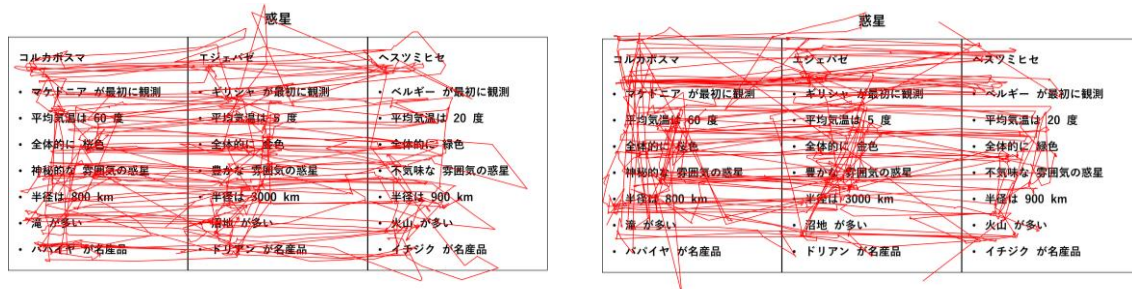 惑星
コルカボスマ
• マケドニア が最初に観測
• 平均気温は 60 度
• 全体的に 桜色
• 神秘的な 雰囲気の惑星
• 半径は 800 km
• 滝 が多い
• パパイヤ が名産品
エジェバゼ
• ギリシャ が最初に観測
• 平均気温は 5 度
• 全体的に 金色
• 豊かな 雰囲気の惑星
• 半径は 3000 km
• 沼地 が多い
• ドリアン が名産品
ヘスツミヒセ
• ベルギー が最初に観測
• 平均気温は 20 度
• 全体的に 緑色
• 不気味な 雰囲気の惑星
• 半径は 900 km
• 火山 が多い
• イチジク が名産品
惑星
コルカボスマ
• マケドニア が最初に観測
• 平均気温は 60 度
• 全体的に 桜色
• 神秘的な 雰囲気の惑星
• 半径は 800 km
• 滝 が多い
• パパイヤ が名産品
エジェバゼ
• ギリシャ が最初に観測
• 平均気温は 5 度
• 全体的に 金色
• 豊かな 雰囲気の惑星
• 半径は 3000 km
• 沼地 が多い
• ドリアン が名産品
ヘスツミヒセ
• ベルギー が最初に観測
• 平均気温は 20 度
• 全体的に 緑色
• 不気味な 雰囲気の惑星
• 半径は 900 km
• 火山 が多い
• イチジク が名産品